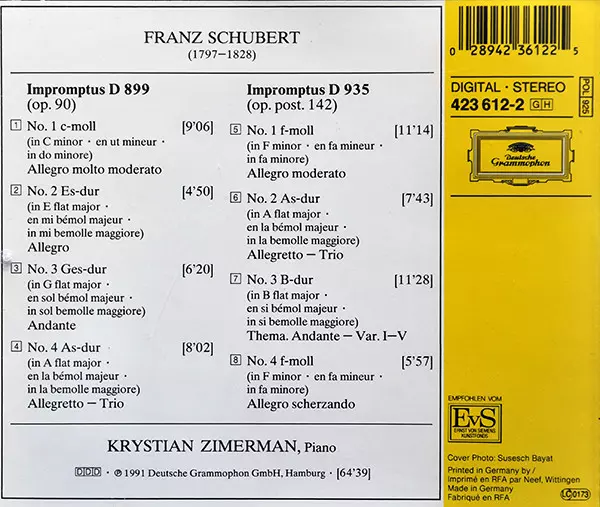 FRANZ SCHUBERT
(1797–1828)
Impromptus D 899
(op. 90)
1 No. 1 c-moll [9'06]
(in C minor · en ut mineur ·
in do minore)
Allegro molto moderato
2 No. 2 Es-dur [4'50]
(in E flat major ·
en mi bémol majeur ·
in mi bemolle maggiore)
Allegro
3 No. 3 Ges-dur [6'20]
(in G flat major ·
en sol bémol majeur ·
in sol bemolle maggiore)
Andante
4 No. 4 As-dur [8'02]
(in A flat major ·
en la bémol majeur ·
in la bemolle maggiore)
Allegretto – Trio
Impromptus D 935
(op. post. 142)
5 No. 1 f-moll [11'14]
(in F minor · en fa mineur ·
in fa minore)
Allegro moderato
6 No. 2 As-dur [7'43]
(in A flat major ·
en la bémol majeur ·
in la bemolle maggiore)
Allegretto – Trio
7 No. 3 B-dur [11'28]
(in B flat major ·
en si bémol majeur ·
in si bemolle maggiore)
Thema. Andante – Var. I–V
8 No. 4 f-moll [5'57]
(in F minor · en fa mineur ·
in fa minore)
Allegro scherzando
KRYSTIAN ZIMERMAN, Piano
DDD · ℗ 1991 Deutsche Grammophon GmbH, Hamburg · [64'39]
0 28942 36122 5
DIGITAL · STEREO
423 612-2 GH
POL 925
Deutsche
Grammophon
EMPFOHLEN VOM
EvS
ERNST VON SIEMENS
KUNSTFONDS
Cover Photo: Susesch Bayat
Printed in Germany by /
Imprimé en RFA par Neef, Wittingen
Made in Germany
Fabriqué en RFA
LC 0173